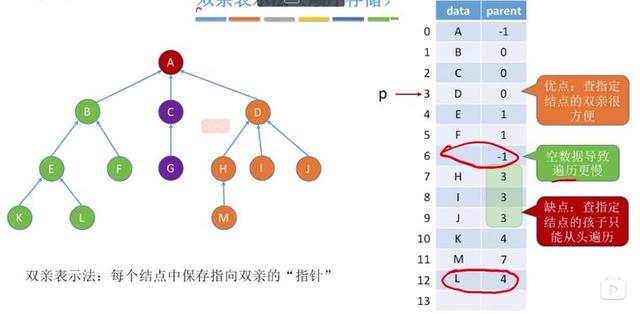 双亲表示法
A
B
C
D
E
F
G
H
I
J
K
L
M
双亲表示法：每个结点中保存指向双亲的“指针”
p
data parent
0 A -1
1 B 0
2 C 0
3 D 0
4 E 1
5 F 1
6 -1
7 H 3
8 I 3
9 J 3
10 K 4
11 M 7
12 L 4
13
优点：查指定
结点的双亲很
方便
空数据导致
遍历更慢
缺点：查指定
结点的孩子只
能从头遍历